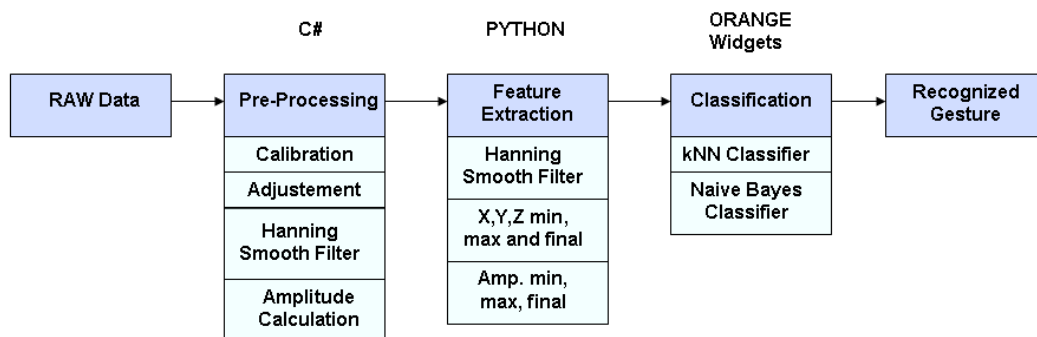 C#
PYTHON
ORANGE
Widgets
RAW Data
Pre-Processing
Feature
Extraction
Classification
Recognized
Gesture
Calibration
Adjustement
Hanning
Smooth Filter
Amplitude
Calculation
Hanning
Smooth Filter
X,Y,Z min,
max and final
Amp. min,
max, final
kNN Classifier
Naive Bayes
Classifier